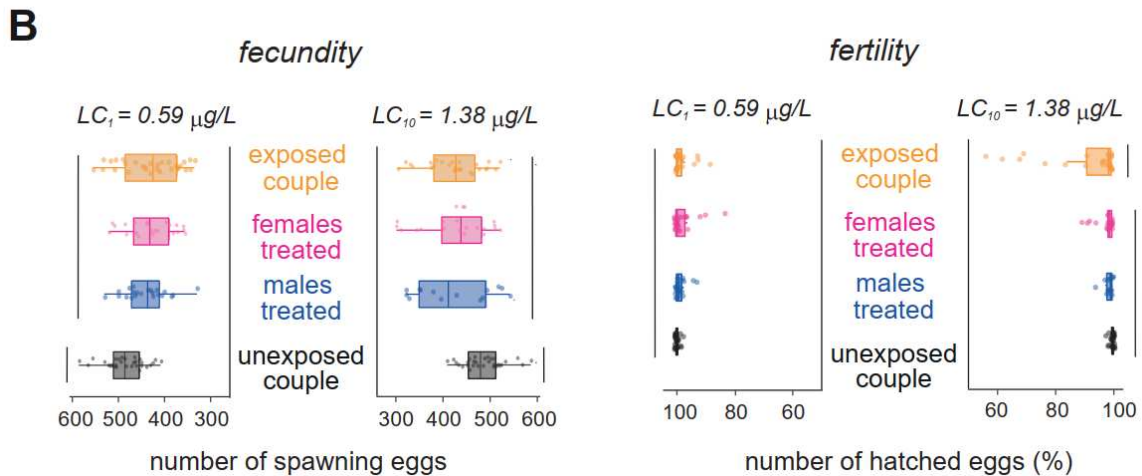 B
fecundity
fertility
LC₁ = 0.59 μg/L
LC₁₀ = 1.38 μg/L
LC₁ = 0.59 μg/L
LC₁₀ = 1.38 μg/L
exposed
couple
females
treated
males
treated
unexposed
couple
exposed
couple
females
treated
males
treated
unexposed
couple
600 500 400 300
300 400 500 600
100 80 60
60 80 100
number of spawning eggs
number of hatched eggs (%)